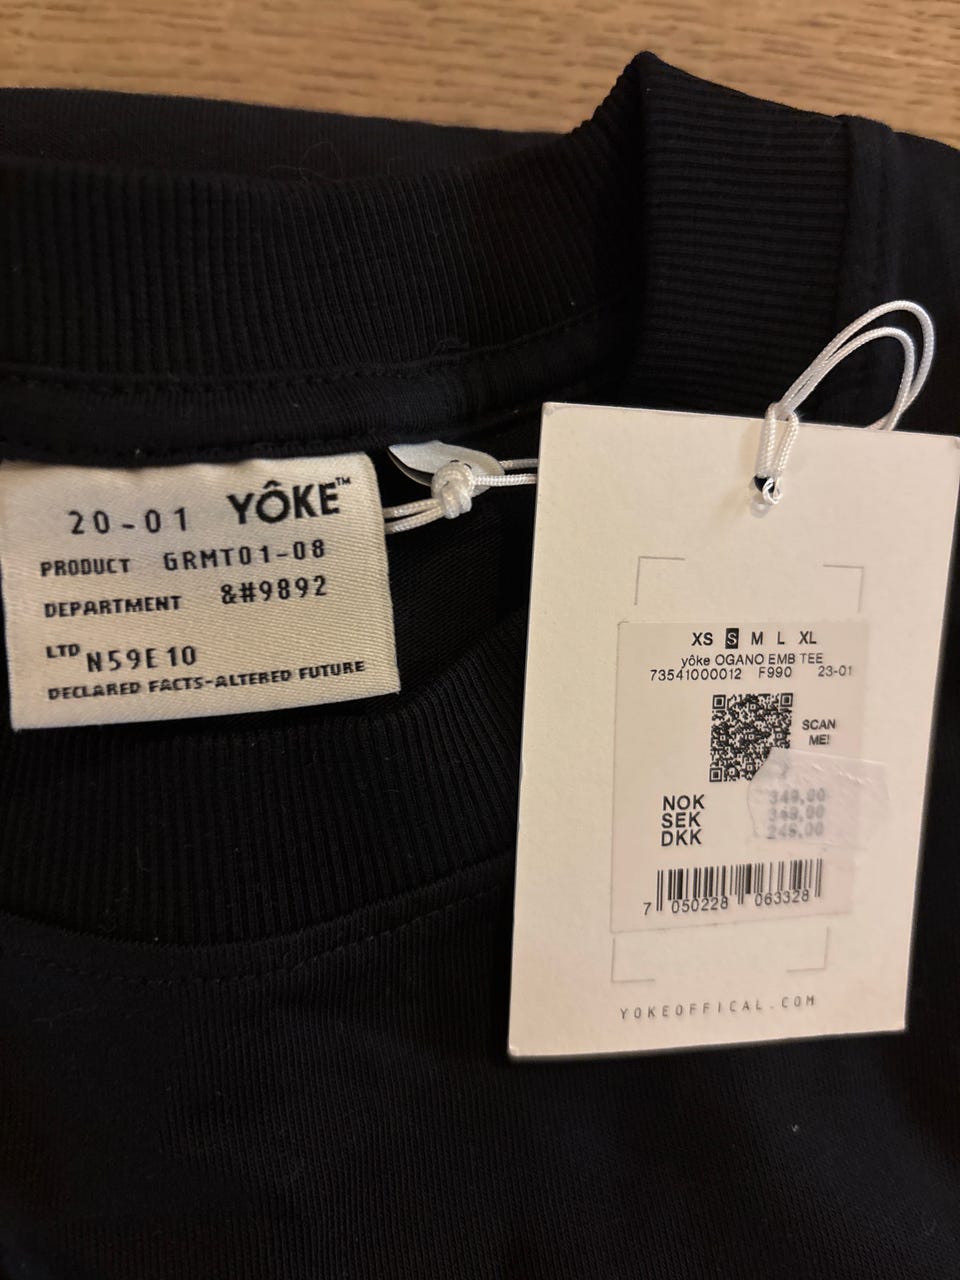 20-01 YÔKE™
PRODUCT GRMT01-08
DEPARTMENT &#9892
LTD N59E10
DECLARED FACTS-ALTERED FUTURE
XS S M L XL
yôke OGANO EMB TEE
73541000012 F990 23-01
SCAN
ME!
NOK 349,00
SEK 349,00
DKK 249,00
7 050228 063328
YOKEOFFICAL.COM